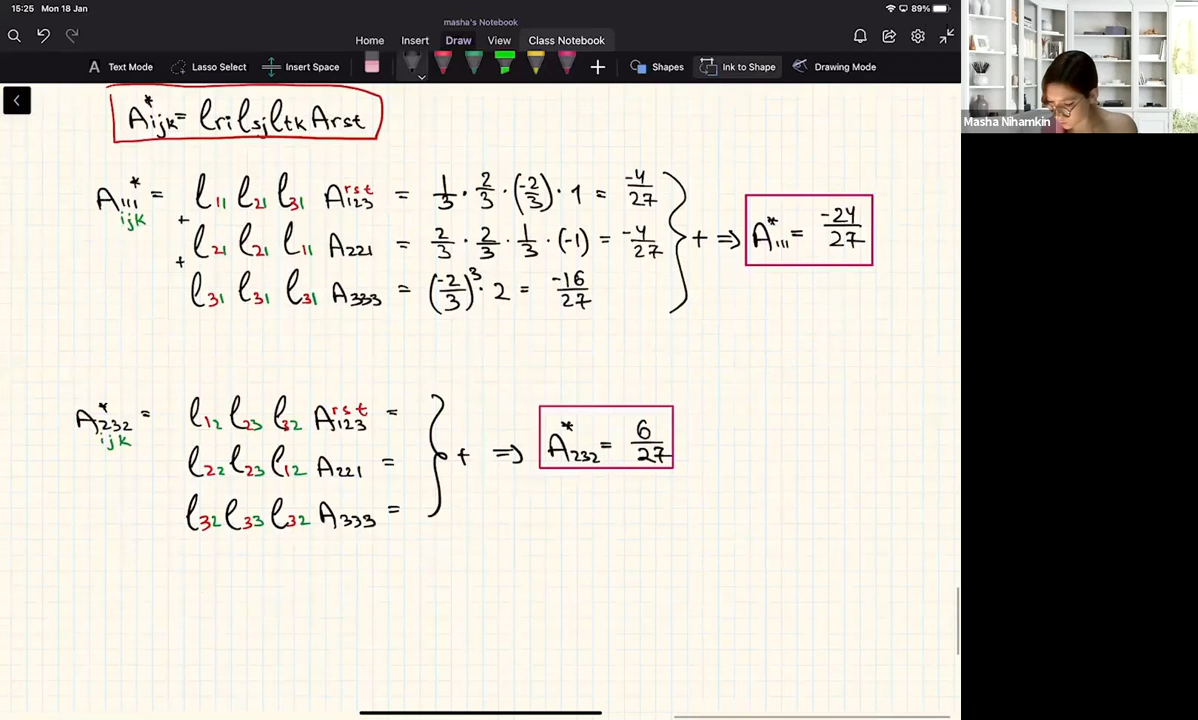 15:25 Mon 18 Jan
89%
masha's Notebook
Home Insert Draw View Class Notebook
Text Mode Lasso Select Insert Space Shapes Ink to Shape Drawing Mode
Masha Nihamkin
A*ijk = ℓri ℓsj ℓtk Arst
A*111 = ℓ11 ℓ21 ℓ31 A123 rst = 1/3 · 2/3 · (-2/3) · 1 = -4/27
ijk
+ ℓ21 ℓ21 ℓ11 A221 = 2/3 · 2/3 · 1/3 · (-1) = -4/27 } + ⇒ A*111 = -24/27
+ ℓ31 ℓ31 ℓ31 A333 = (-2/3)³ · 2 = -16/27
A*232 = ℓ12 ℓ23 ℓ32 A123 rst =
ijk
ℓ22 ℓ23 ℓ12 A221 = } + ⇒ A*232 = 6/27
ℓ32 ℓ33 ℓ32 A333 =